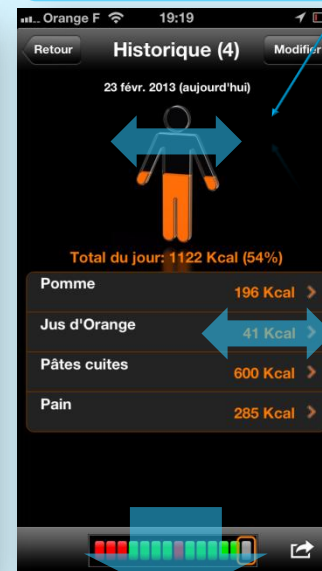 Orange F 19:19
Retour Historique (4) Modifier
23 févr. 2013 (aujourd'hui)
Total du jour: 1122 Kcal (54%)
Pomme 196 Kcal
Jus d'Orange 41 Kcal
Pâtes cuites 600 Kcal
Pain 285 Kcal